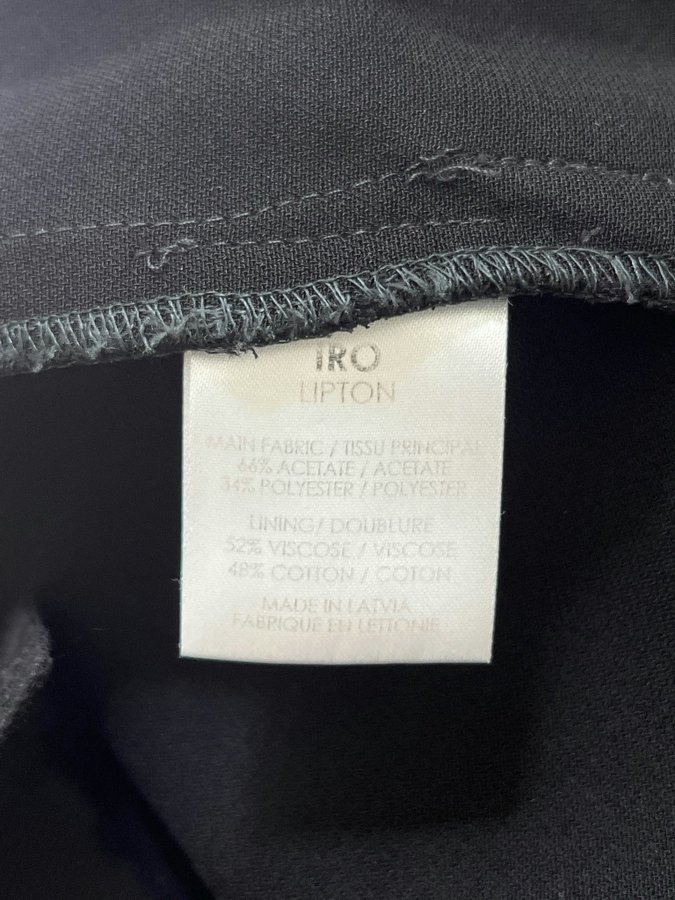 IRO
LIPTON
MAIN FABRIC / TISSU PRINCIPAL
66% ACETATE / ACETATE
34% POLYESTER / POLYESTER
LINING/ DOUBLURE
52% VISCOSE / VISCOSE
48% COTTON / COTON
MADE IN LATVIA
FABRIQUE EN LETTONIE